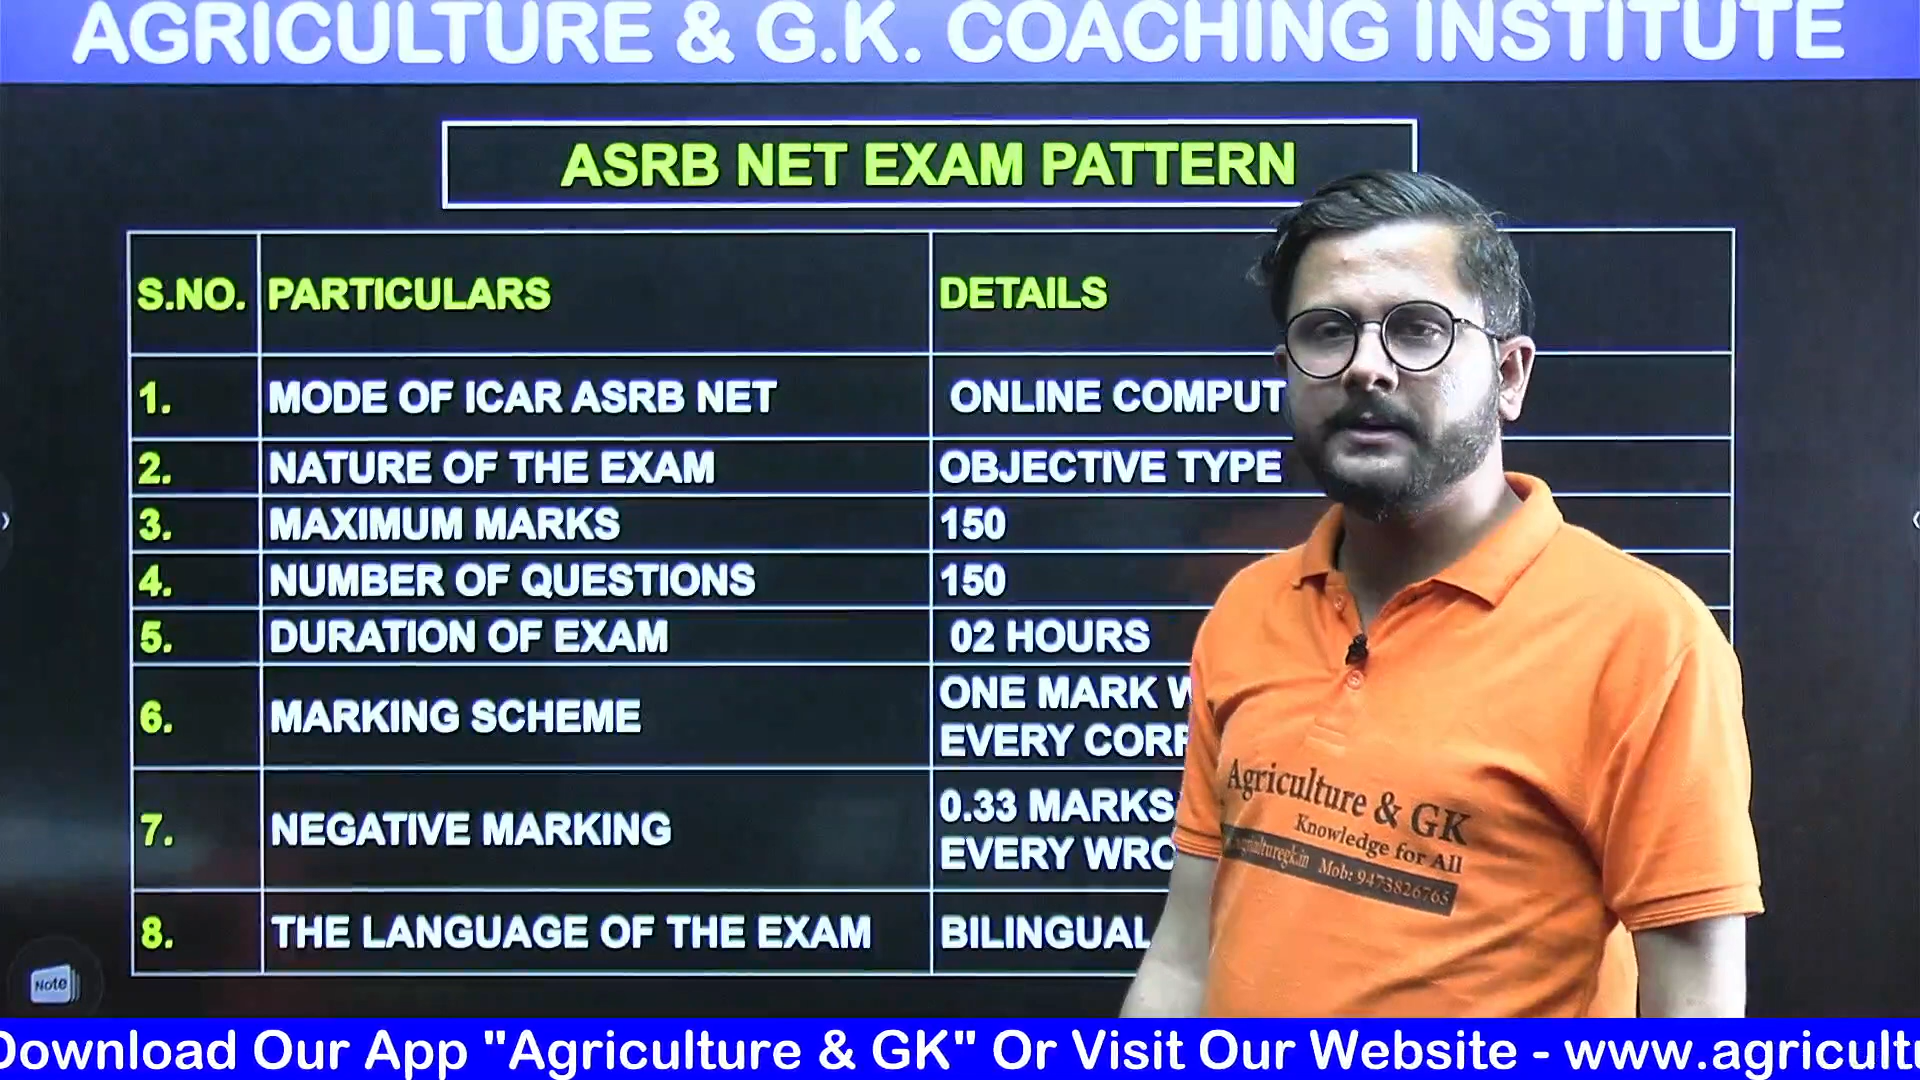 AGRICULTURE & G.K. COACHING INSTITUTE
ASRB NET EXAM PATTERN
S.NO. PARTICULARS DETAILS
1. MODE OF ICAR ASRB NET ONLINE COMPUT
2. NATURE OF THE EXAM OBJECTIVE TYPE
3. MAXIMUM MARKS 150
4. NUMBER OF QUESTIONS 150
5. DURATION OF EXAM 02 HOURS
6. MARKING SCHEME ONE MARK W
EVERY CORR
7. NEGATIVE MARKING 0.33 MARKS
EVERY WRO
8. THE LANGUAGE OF THE EXAM BILINGUAL
Agriculture & GK
Knowledge for All
Mob: 9473826765
Note
Download Our App "Agriculture & GK" Or Visit Our Website - www.agricultu